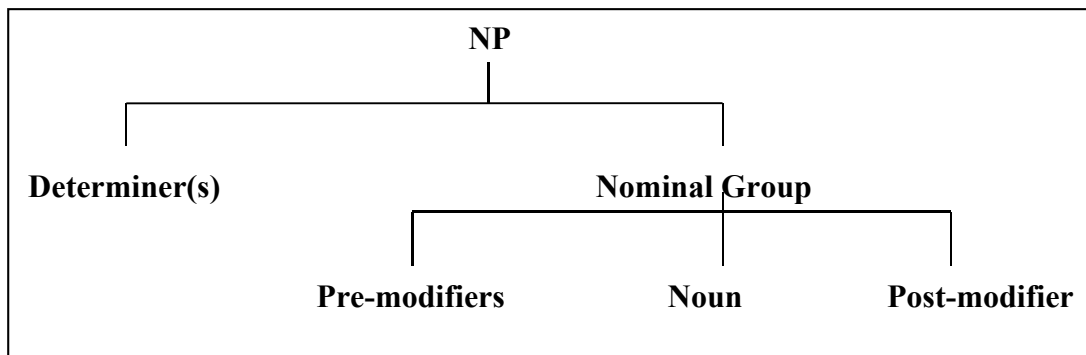 NP
Determiner(s) Nominal Group
Pre-modifiers Noun Post-modifier